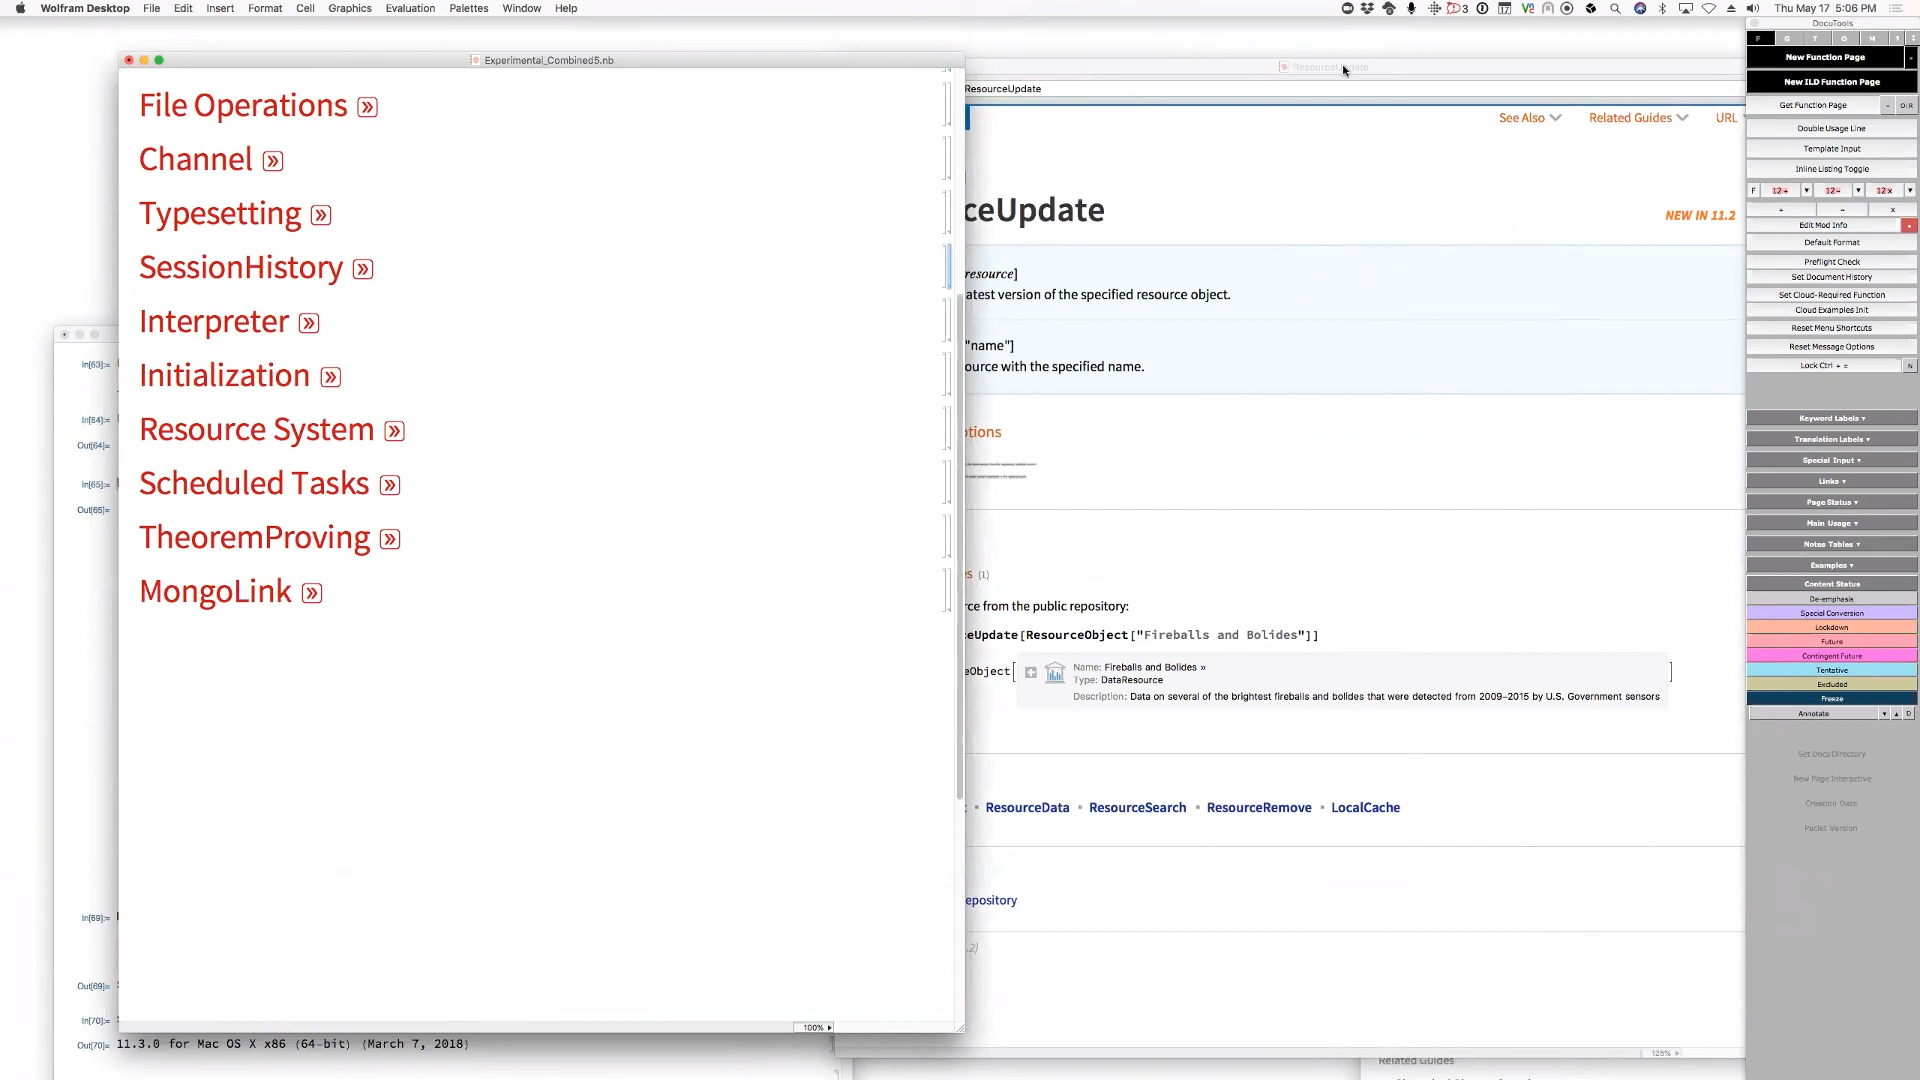 Wolfram Desktop File Edit Insert Format Cell Graphics Evaluation Palettes Window Help
Thu May 17 5:06 PM
Experimental_Combined5.nb
File Operations
Channel
Typesetting
SessionHistory
Interpreter
Initialization
Resource System
Scheduled Tasks
TheoremProving
MongoLink
100%
In[63]:=
In[64]:=
Out[64]=
In[65]:=
Out[65]=
In[69]:=
Out[69]=
In[70]:=
Out[70]= 11.3.0 for Mac OS X x86 (64-bit) (March 7, 2018)
ResourceUpdate
ResourceUpdate
See Also Related Guides URL
ceUpdate
NEW IN 11.2
resource]
atest version of the specified resource object.
"name"]
ource with the specified name.
ptions
es (1)
rce from the public repository:
eUpdate[ResourceObject["Fireballs and Bolides"]]
eObject[
Name: Fireballs and Bolides »
Type: DataResource
Description: Data on several of the brightest fireballs and bolides that were detected from 2009–2015 by U.S. Government sensors
]
ResourceData ▪ ResourceSearch ▪ ResourceRemove ▪ LocalCache
epository
.2)
125%
Related Guides
DocuTools
F G T O M ?
New Function Page
New ILD Function Page
Get Function Page - O|R
Double Usage Line
Template Input
Inline Listing Toggle
F 12+ 12- 12x
+ - x
Edit Mod Info
Default Format
Preflight Check
Set Document History
Set Cloud-Required Function
Cloud Examples Init
Reset Menu Shortcuts
Reset Message Options
Lock Ctrl + = N
Keyword Labels
Translation Labels
Special Input
Links
Page Status
Main Usage
Notes Tables
Examples
Content Status
De-emphasis
Special Conversion
Lockdown
Future
Contingent Future
Tentative
Excluded
Freeze
Annotate D
Set Docs Directory
New Page Interactive
Creation Date
Paclet Version